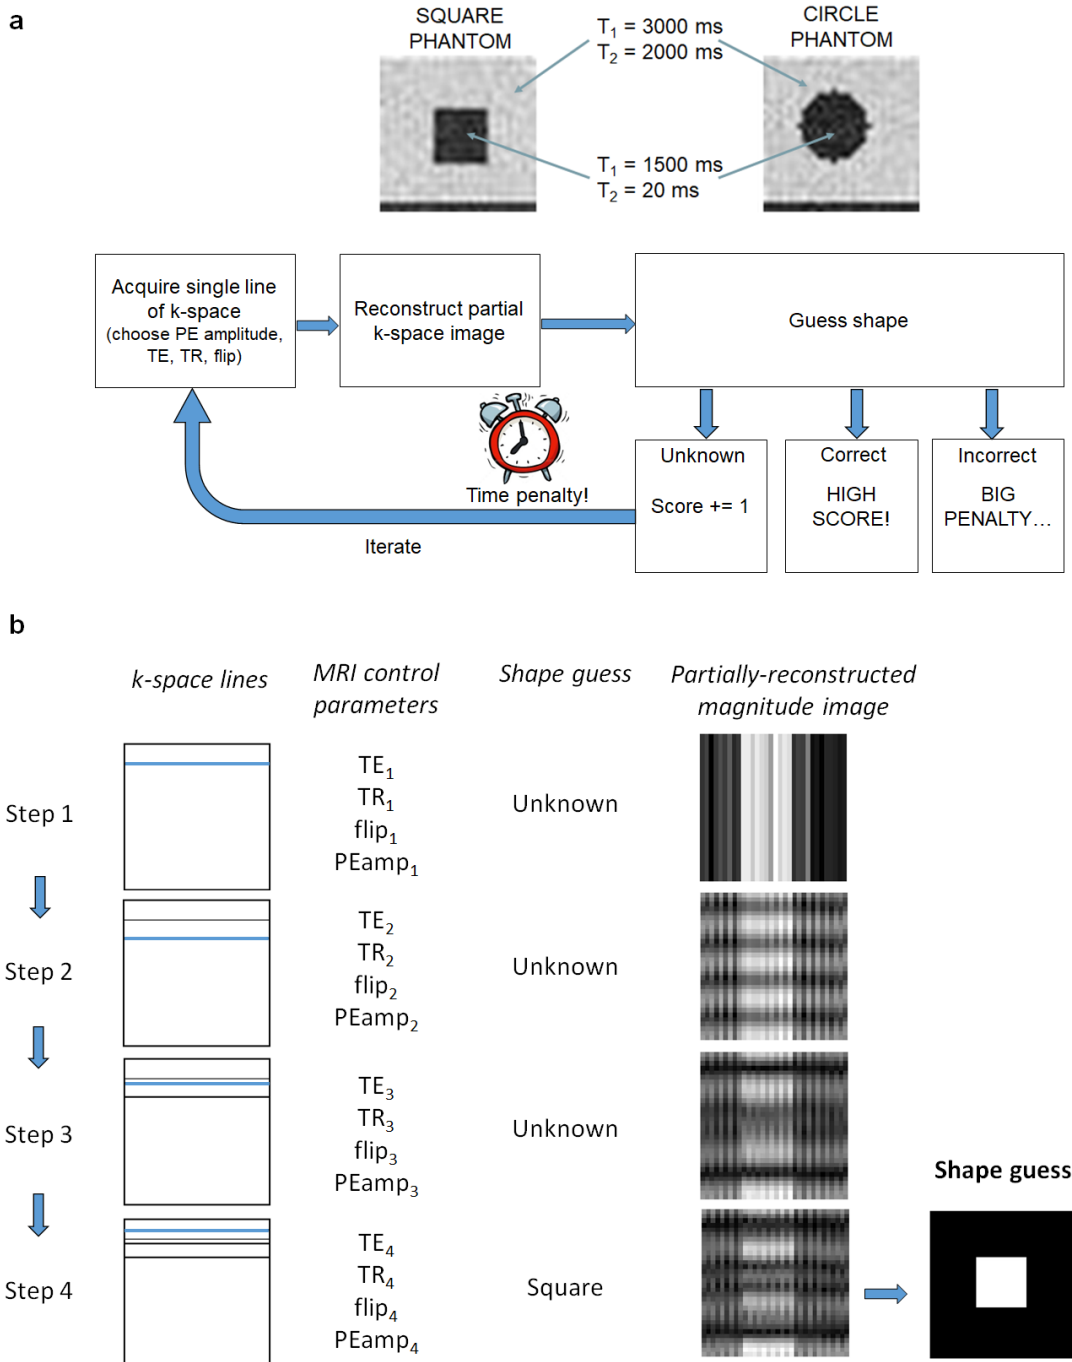 a
SQUARE
PHANTOM
T1 = 3000 ms
T2 = 2000 ms
CIRCLE
PHANTOM
T1 = 1500 ms
T2 = 20 ms
Acquire single line
of k-space
(choose PE amplitude,
TE, TR, flip)
Reconstruct partial
k-space image
Guess shape
Time penalty!
Iterate
Unknown
Score += 1
Correct
HIGH
SCORE!
Incorrect
BIG
PENALTY…
b
k-space lines
MRI control
parameters
Shape guess
Partially-reconstructed
magnitude image
Step 1
TE1
TR1
flip1
PEamp1
Unknown
Step 2
TE2
TR2
flip2
PEamp2
Unknown
Step 3
TE3
TR3
flip3
PEamp3
Unknown
Step 4
TE4
TR4
flip4
PEamp4
Square
Shape guess